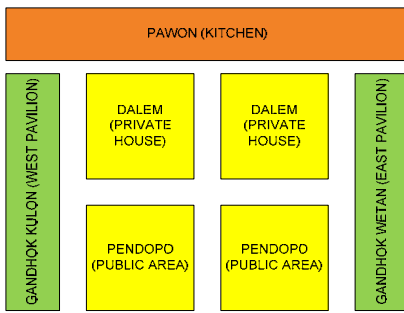 PAWON (KITCHEN)
GANDHOK KULON (WEST PAVILION)
DALEM
(PRIVATE
HOUSE)
DALEM
(PRIVATE
HOUSE)
GANDHOK WETAN (EAST PAVILION)
PENDOPO
(PUBLIC AREA)
PENDOPO
(PUBLIC AREA)